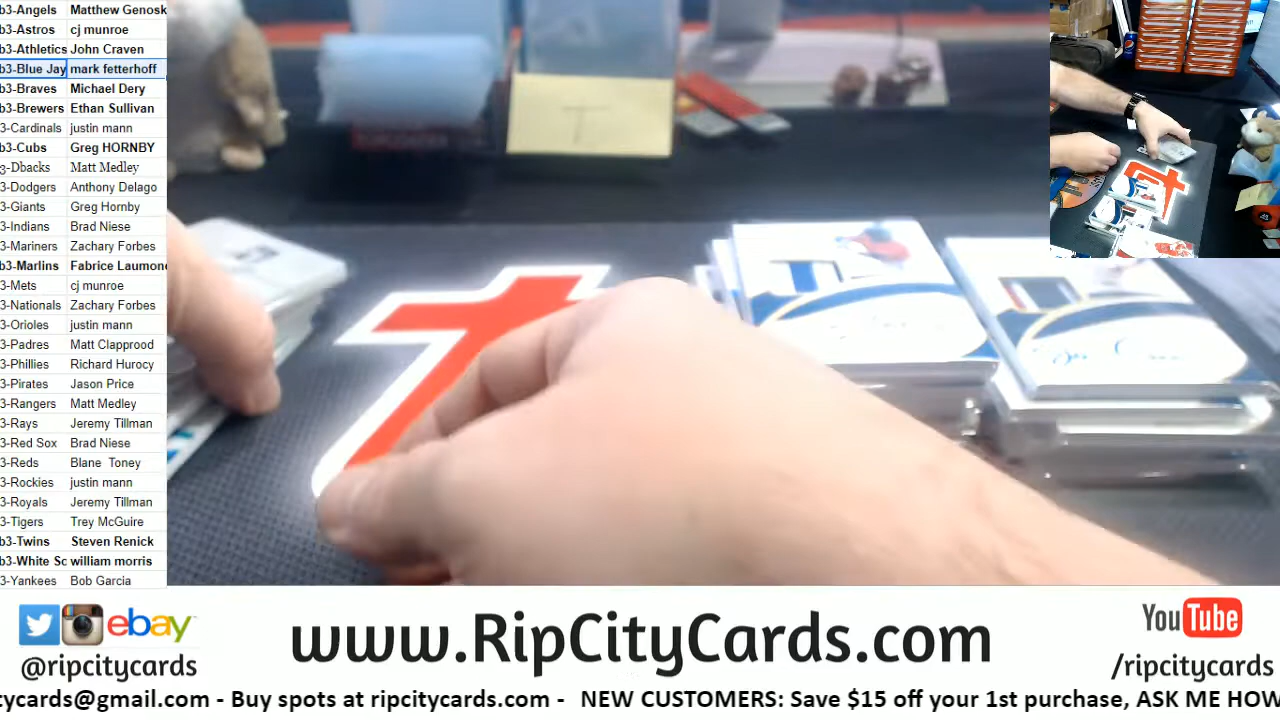 b3-Angels Matthew Genosk
b3-Astros cj munroe
b3-Athletics John Craven
b3-Blue Jay mark fetterhoff
b3-Braves Michael Dery
b3-Brewers Ethan Sullivan
3-Cardinals justin mann
b3-Cubs Greg HORNBY
3-Dbacks Matt Medley
3-Dodgers Anthony Delago
3-Giants Greg Hornby
3-Indians Brad Niese
3-Mariners Zachary Forbes
b3-Marlins Fabrice Laumone
3-Mets cj munroe
3-Nationals Zachary Forbes
3-Orioles justin mann
3-Padres Matt Clapprood
3-Phillies Richard Hurocy
3-Pirates Jason Price
3-Rangers Matt Medley
3-Rays Jeremy Tillman
3-Red Sox Brad Niese
3-Reds Blane Toney
3-Rockies justin mann
3-Royals Jeremy Tillman
3-Tigers Trey McGuire
b3-Twins Steven Renick
b3-White Sc william morris
3-Yankees Bob Garcia
T
ebay
@ripcitycards
www.RipCityCards.com
YouTube
/ripcitycards
tycards@gmail.com - Buy spots at ripcitycards.com - NEW CUSTOMERS: Save $15 off your 1st purchase, ASK ME HOW